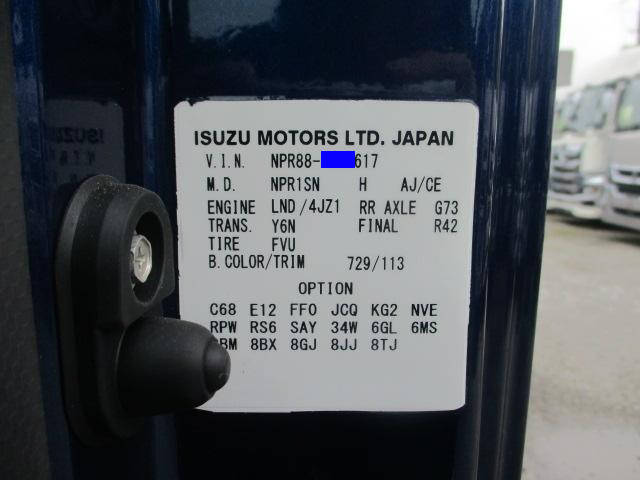 ISUZU MOTORS LTD. JAPAN
V.I.N. NPR88-617
M.D. NPR1SN H AJ/CE
ENGINE LND/4JZ1 RR AXLE G73
TRANS. Y6N FINAL R42
TIRE FVU
B.COLOR/TRIM 729/113
OPTION
C68 E12 FF0 JCQ KG2 NVE
RPW RS6 SAY 34W 6GL 6MS
8BX 8GJ 8JJ 8TJ